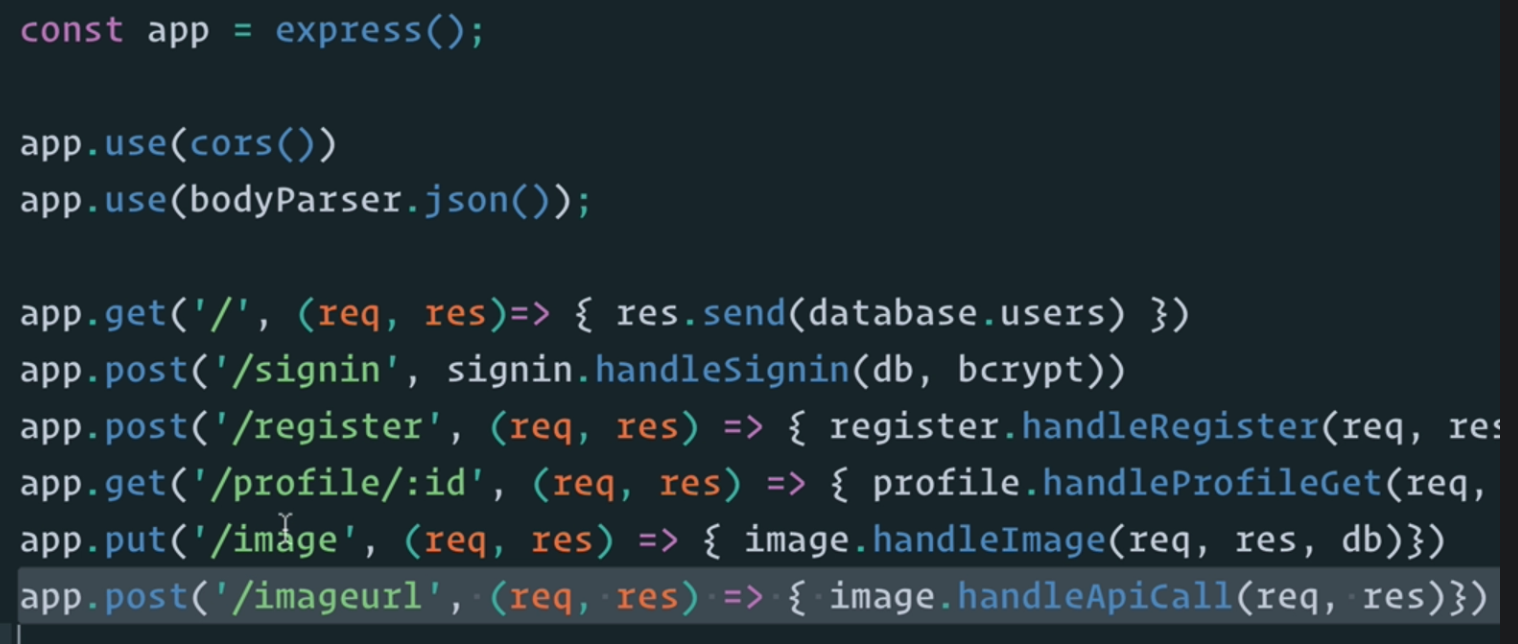 const app = express();
app.use(cors())
app.use(bodyParser.json());
app.get('/', (req, res)=> { res.send(database.users) })
app.post('/signin', signin.handleSignin(db, bcrypt))
app.post('/register', (req, res) => { register.handleRegister(req, res
app.get('/profile/:id', (req, res) => { profile.handleProfileGet(req,
app.put('/image', (req, res) => { image.handleImage(req, res, db)})
app.post('/imageurl', (req, res) => { image.handleApiCall(req, res)})